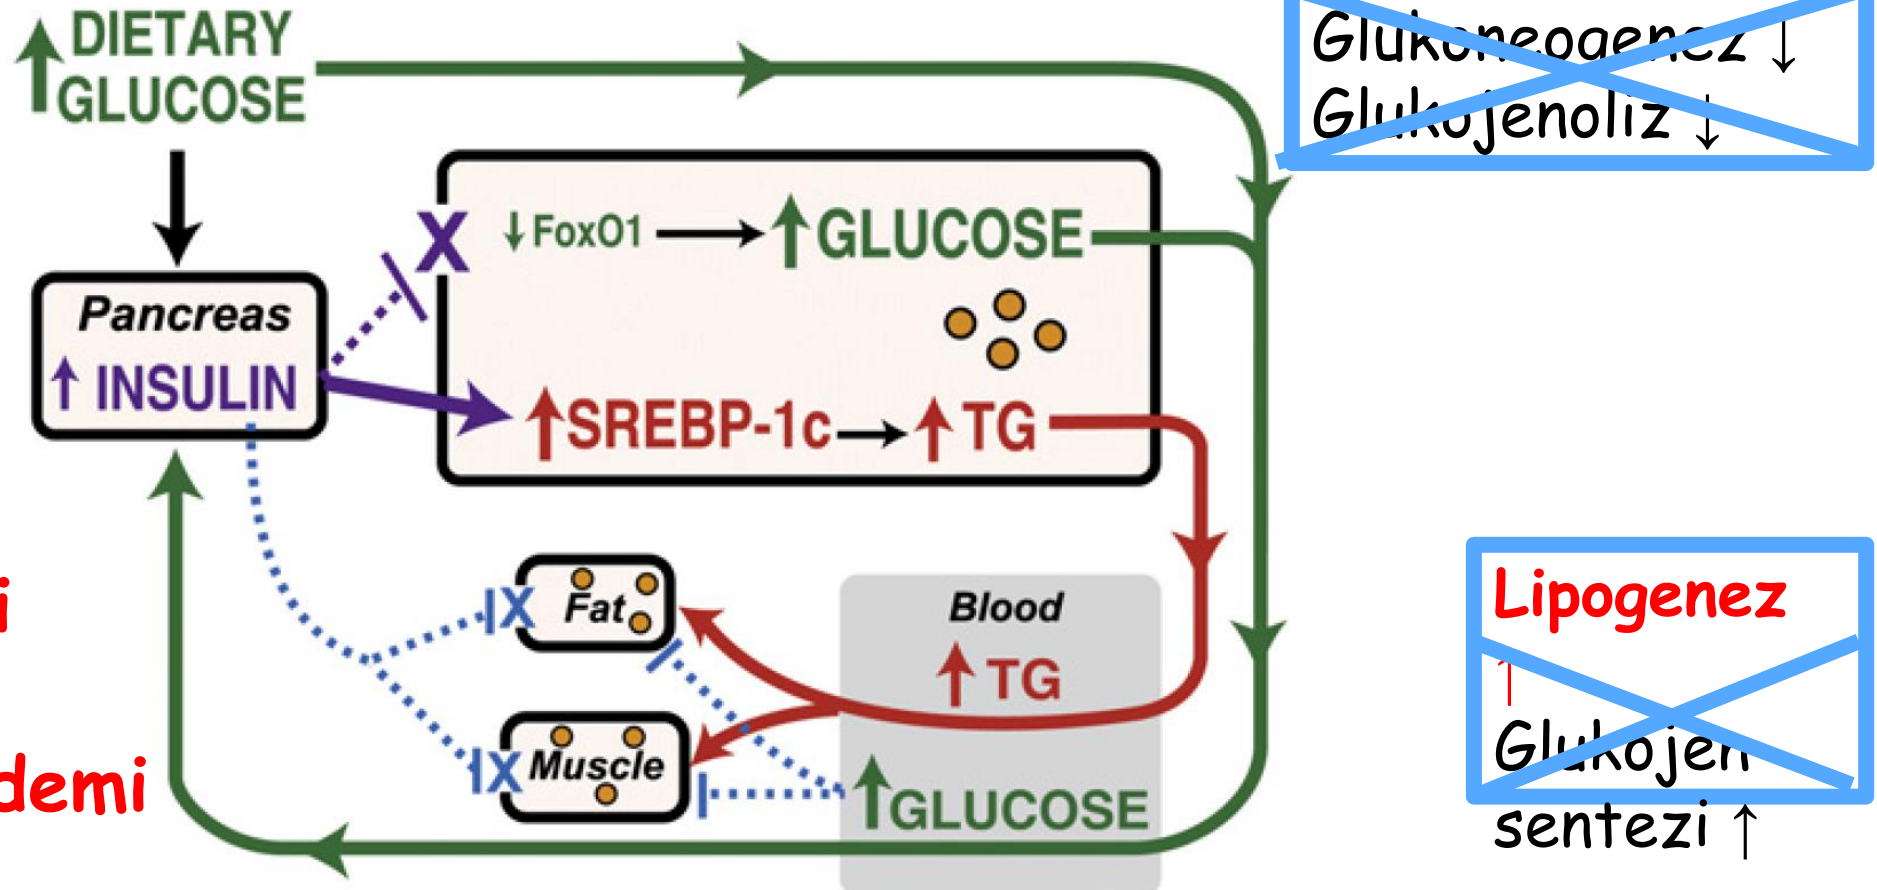 ↑ DIETARY
GLUCOSE
Glukoneogenez ↓
Glukojenoliz ↓
X ↓ FoxO1 → ↑ GLUCOSE
Pancreas
↑ INSULIN
↑ SREBP-1c → ↑ TG
i
demi
X Fat
X Muscle
Blood
↑ TG
↑ GLUCOSE
Lipogenez
↑
Glukojen
sentezi ↑